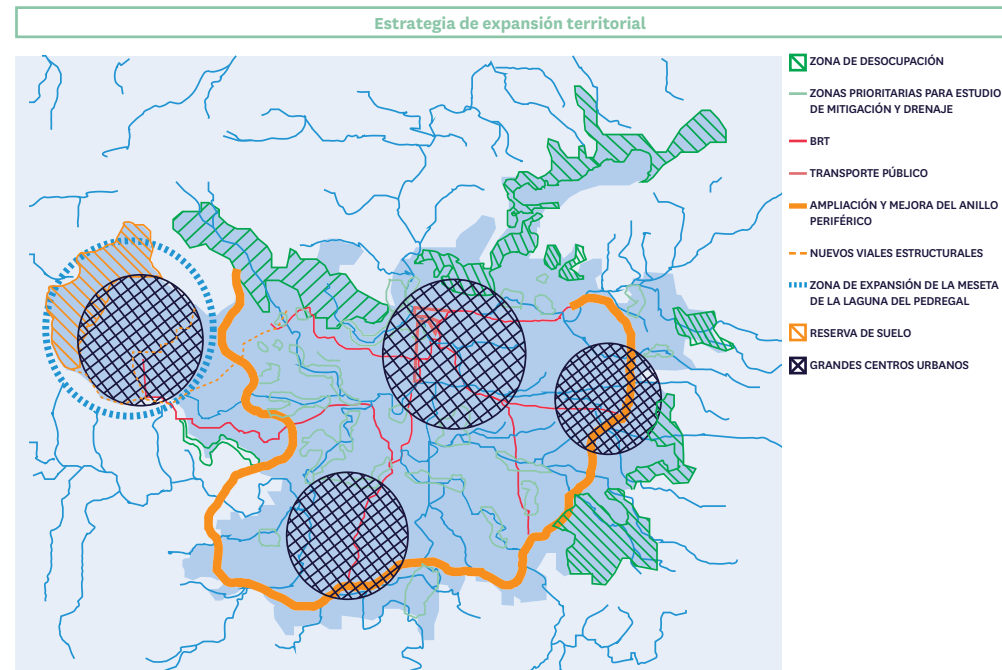 Estrategia de expansión territorial
ZONA DE DESOCUPACIÓN
ZONAS PRIORITARIAS PARA ESTUDIO
DE MITIGACIÓN Y DRENAJE
BRT
TRANSPORTE PÚBLICO
AMPLIACIÓN Y MEJORA DEL ANILLO
PERIFÉRICO
NUEVOS VIALES ESTRUCTURALES
ZONA DE EXPANSIÓN DE LA MESETA
DE LA LAGUNA DEL PEDREGAL
RESERVA DE SUELO
GRANDES CENTROS URBANOS